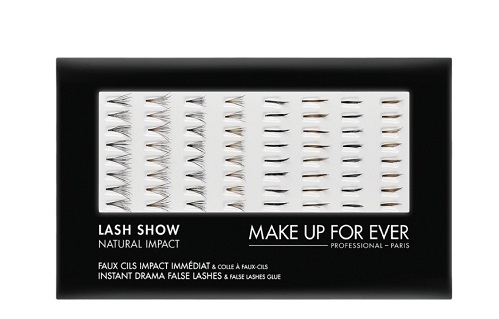 LASH SHOW
NATURAL IMPACT
MAKE UP FOR EVER
PROFESSIONAL – PARIS
FAUX CILS IMPACT IMMÉDIAT & COLLE À FAUX-CILS
INSTANT DRAMA FALSE LASHES & FALSE LASHES GLUE